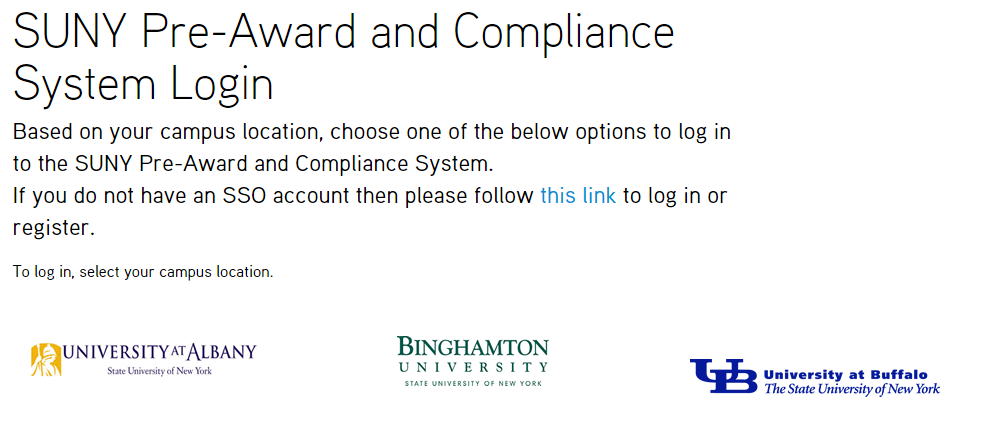 SUNY Pre-Award and Compliance
System Login
Based on your campus location, choose one of the below options to log in
to the SUNY Pre-Award and Compliance System.
If you do not have an SSO account then please follow this link to log in or
register.
To log in, select your campus location.
UNIVERSITY AT ALBANY
State University of New York
BINGHAMTON
UNIVERSITY
STATE UNIVERSITY OF NEW YORK
UB
University at Buffalo
The State University of New York